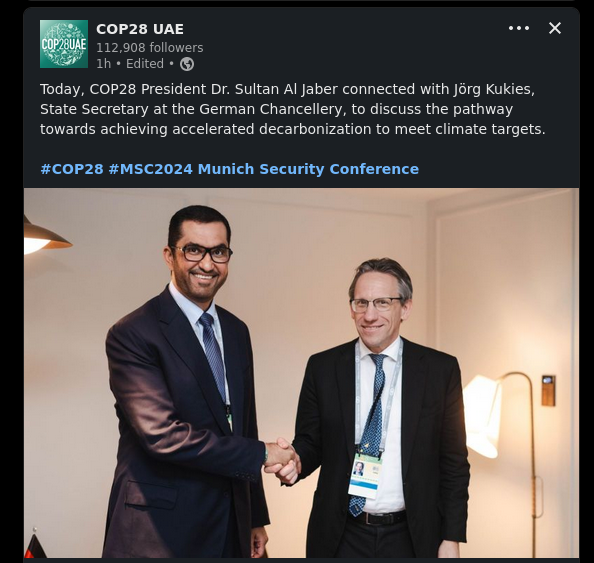 COP28UAE
COP28 UAE
112,908 followers
1h • Edited •
Today, COP28 President Dr. Sultan Al Jaber connected with Jörg Kukies,
State Secretary at the German Chancellery, to discuss the pathway
towards achieving accelerated decarbonization to meet climate targets.
#COP28 #MSC2024 Munich Security Conference